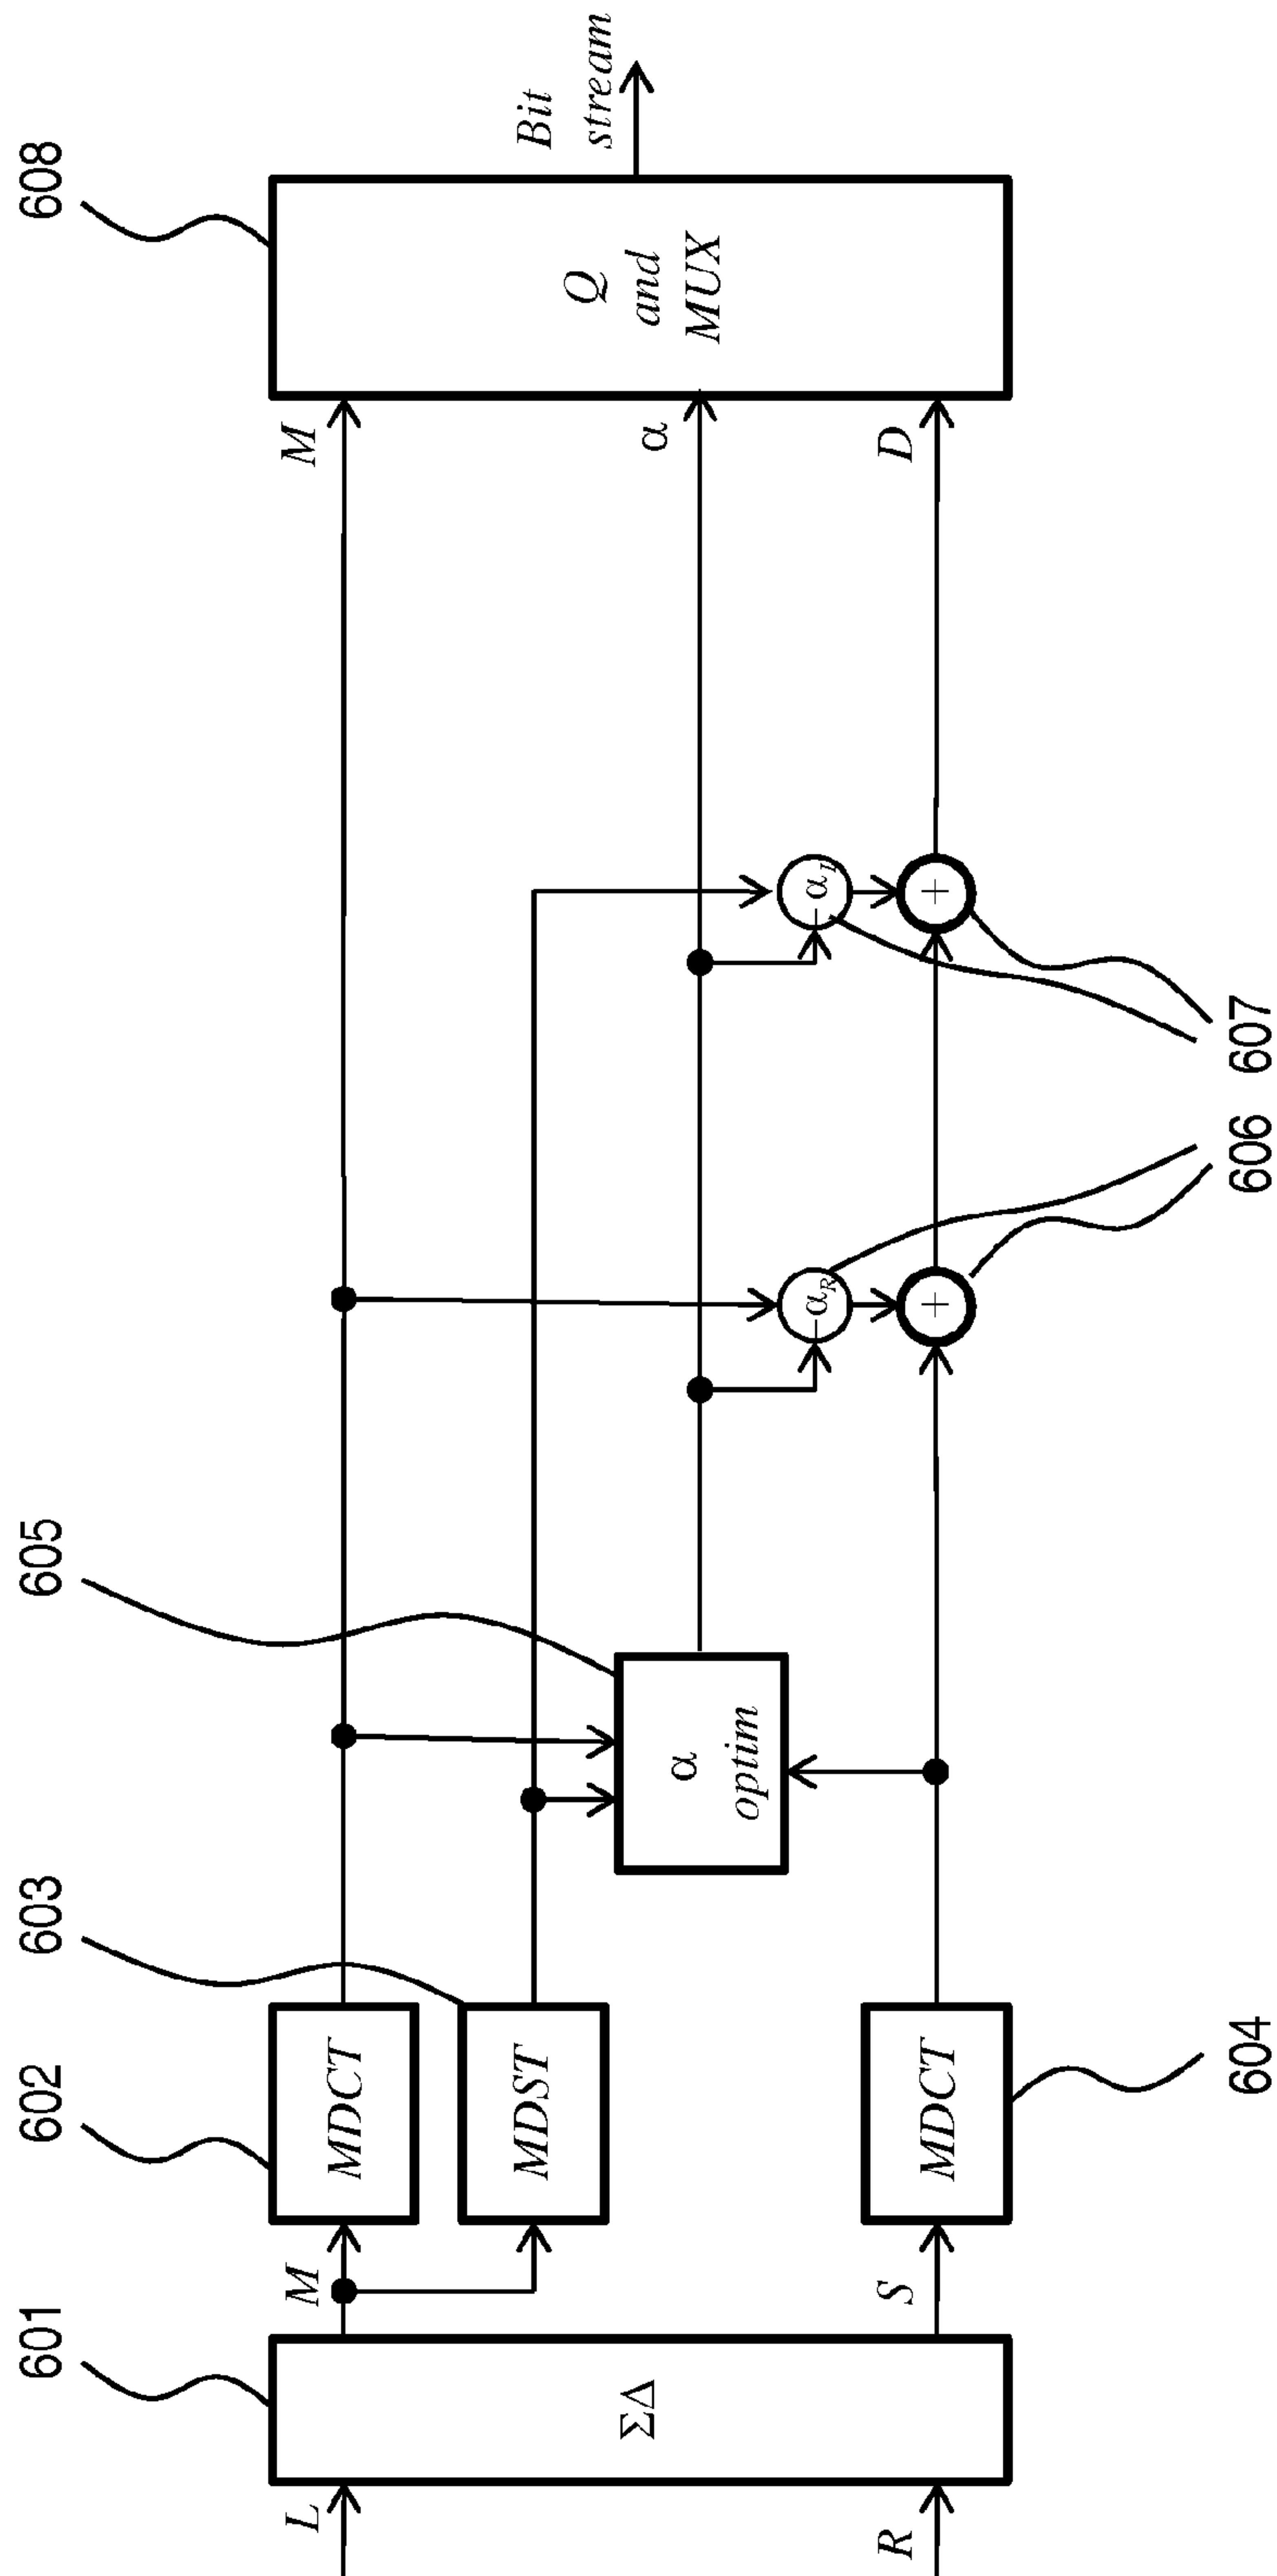 601
602
603
605
608
L
R
ΣΔ
M
S
MDCT
MDST
MDCT
α
optim
−α_R
+
−α_I
+
M
α
D
Q
and
MUX
Bit
stream
604
606
607